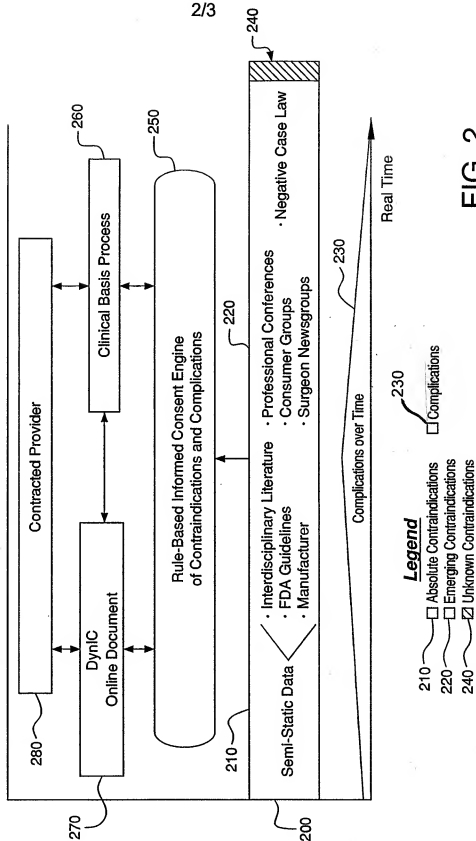 2/3
Contracted Provider
280
DynIC
Online Document
270
Clinical Basis Process
260
Rule-Based Informed Consent Engine
of Contraindications and Complications
250
210
220
240
Semi-Static Data
· Interdisciplinary Literature
· FDA Guidelines
· Manufacturer
· Professional Conferences
· Consumer Groups
· Surgeon Newsgroups
· Negative Case Law
200
Complications over Time
230
Real Time
Legend
210 Absolute Contraindications
220 Emerging Contraindications
240 Unknown Contraindications
230
Complications
FIG. 2